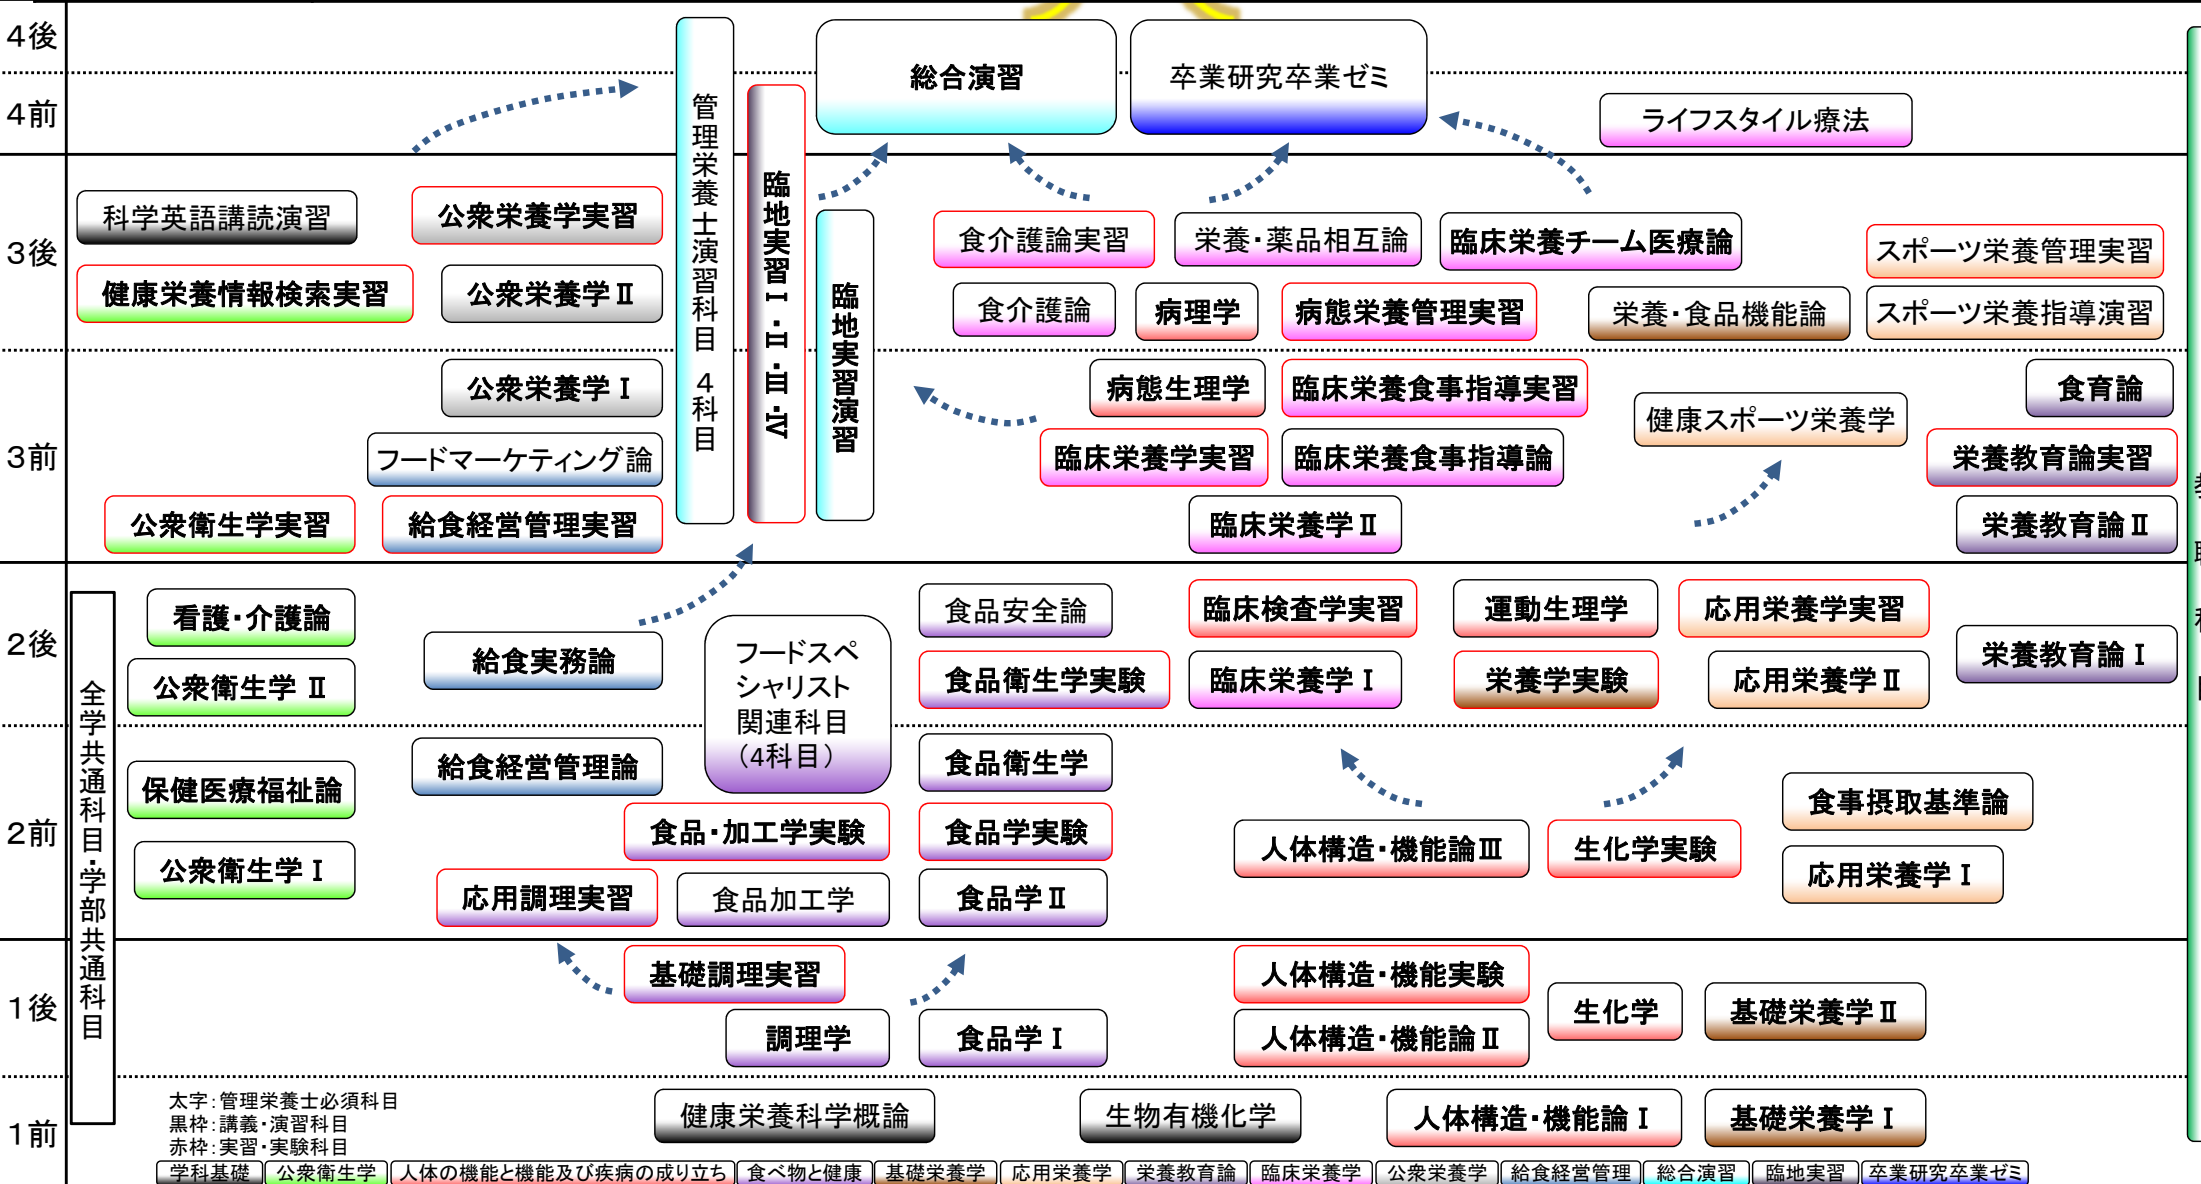 4後
4前
3後
3前
2後
2前
1後
1前
全学共通科目・学部共通科目
管理栄養士演習科目 4科目
臨地実習Ⅰ・Ⅱ・Ⅲ・Ⅳ
臨地実習演習
総合演習
卒業研究卒業ゼミ
ライフスタイル療法
科学英語講読演習
公衆栄養学実習
食介護論実習
栄養・薬品相互論
臨床栄養チーム医療論
スポーツ栄養管理実習
健康栄養情報検索実習
公衆栄養学Ⅱ
食介護論
病理学
病態栄養管理実習
栄養・食品機能論
スポーツ栄養指導演習
公衆栄養学Ⅰ
病態生理学
臨床栄養食事指導実習
健康スポーツ栄養学
食育論
フードマーケティング論
臨床栄養学実習
臨床栄養食事指導論
栄養教育論実習
公衆衛生学実習
給食経営管理実習
臨床栄養学Ⅱ
栄養教育論Ⅱ
看護・介護論
食品安全論
臨床検査学実習
運動生理学
応用栄養学実習
公衆衛生学 Ⅱ
給食実務論
フードスペ
シャリスト
関連科目
(4科目)
食品衛生学実験
臨床栄養学Ⅰ
栄養学実験
応用栄養学Ⅱ
栄養教育論Ⅰ
保健医療福祉論
給食経営管理論
食品衛生学
食事摂取基準論
食品・加工学実験
食品学実験
人体構造・機能論Ⅲ
生化学実験
公衆衛生学Ⅰ
応用調理実習
食品加工学
食品学Ⅱ
応用栄養学Ⅰ
基礎調理実習
人体構造・機能実験
生化学
基礎栄養学Ⅱ
調理学
食品学Ⅰ
人体構造・機能論Ⅱ
健康栄養科学概論
生物有機化学
人体構造・機能論Ⅰ
基礎栄養学Ⅰ
太字：管理栄養士必須科目
黒枠：講義・演習科目
赤枠：実習・実験科目
学科基礎
公衆衛生学
人体の機能と機能及び疾病の成り立ち
食べ物と健康
基礎栄養学
応用栄養学
栄養教育論
臨床栄養学
公衆栄養学
給食経営管理
総合演習
臨地実習
卒業研究卒業ゼミ